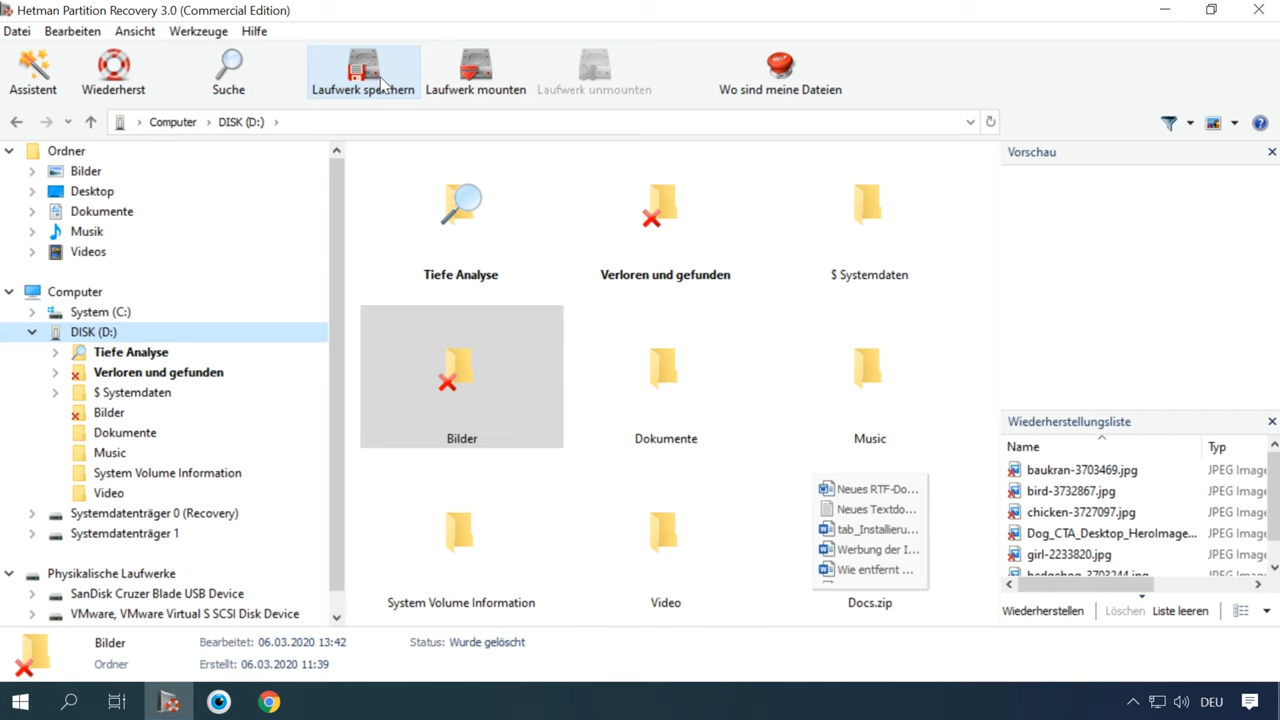 Hetman Partition Recovery 3.0 (Commercial Edition)
Datei Bearbeiten Ansicht Werkzeuge Hilfe
Assistent Wiederherst Suche Laufwerk speichern Laufwerk mounten Laufwerk unmounten Wo sind meine Dateien
Computer DISK (D:)
Ordner
Bilder
Desktop
Dokumente
Musik
Videos
Computer
System (C:)
DISK (D:)
Tiefe Analyse
Verloren und gefunden
$ Systemdaten
Bilder
Dokumente
Music
System Volume Information
Video
Systemdatenträger 0 (Recovery)
Systemdatenträger 1
Physikalische Laufwerke
SanDisk Cruzer Blade USB Device
VMware, VMware Virtual S SCSI Disk Device
Tiefe Analyse Verloren und gefunden $ Systemdaten
Bilder Dokumente Music
Neues RTF-Do...
Neues Textdo...
tab_Installieru...
Werbung der I...
Wie entfernt ...
System Volume Information Video Docs.zip
Vorschau
Wiederherstellungsliste
Name Typ
baukran-3703469.jpg JPEG Image
bird-3732867.jpg JPEG Image
chicken-3727097.jpg JPEG Image
Dog_CTA_Desktop_HeroImage... JPEG Image
girl-2233820.jpg JPEG Image
hedgehog-3703244.jpg JPEG Image
Wiederherstellen Löschen Liste leeren
Bilder Bearbeitet: 06.03.2020 13:42 Status: Wurde gelöscht
Ordner Erstellt: 06.03.2020 11:39
DEU